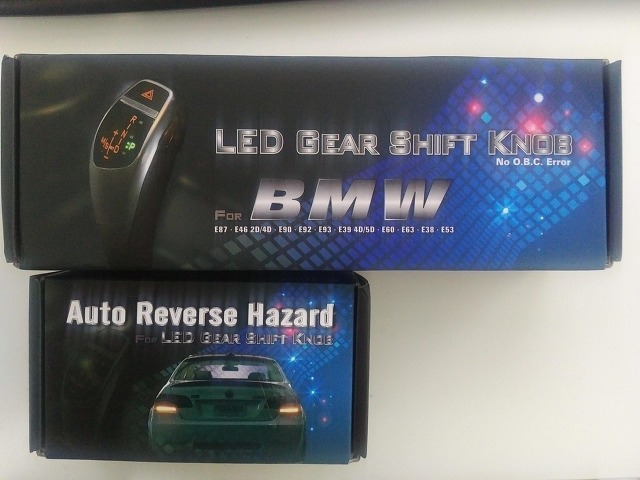 R
N
D
P
M/S
+
-
LED GEAR SHIFT KNOB
No O.B.C. Error
FOR BMW
E87 · E46 2D/4D · E90 · E92 · E93 · E39 4D/5D · E60 · E63 · E38 · E53
Auto Reverse Hazard
FOR LED GEAR SHIFT KNOB